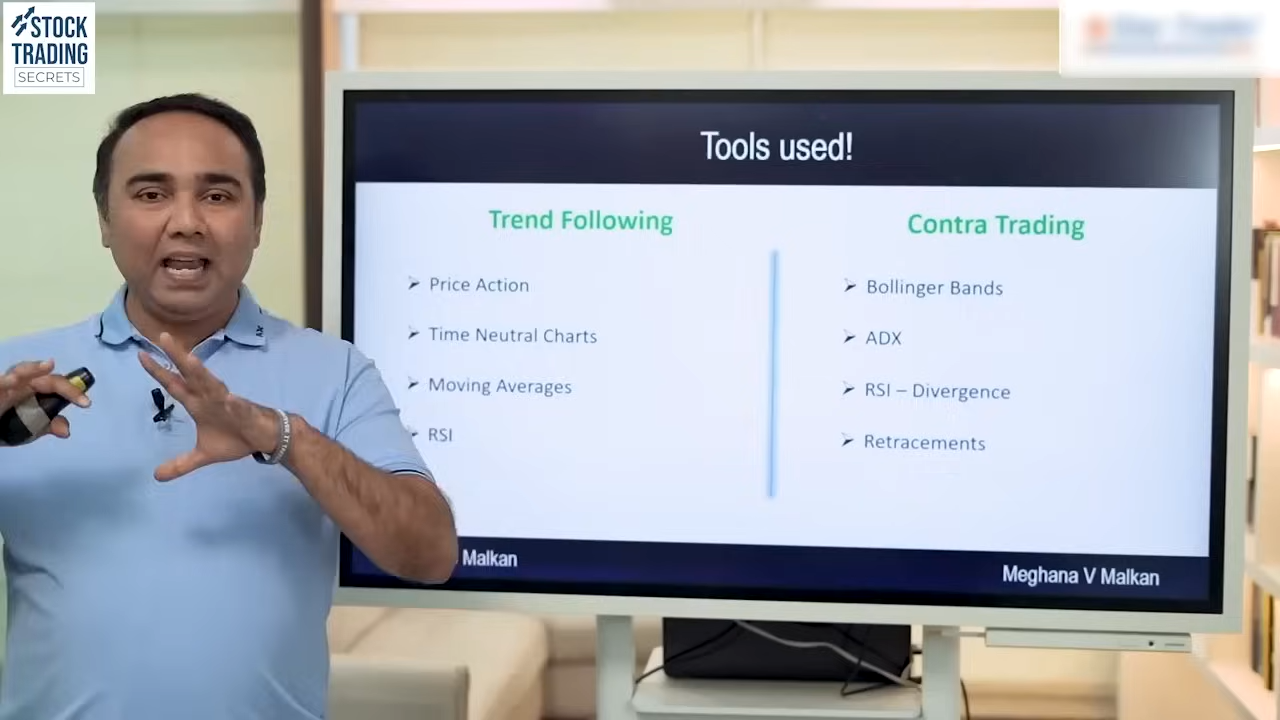 STOCK
TRADING
SECRETS
Tools used!
Trend Following
Price Action
Time Neutral Charts
Moving Averages
RSI
Contra Trading
Bollinger Bands
ADX
RSI – Divergence
Retracements
Malkan
Meghana V Malkan